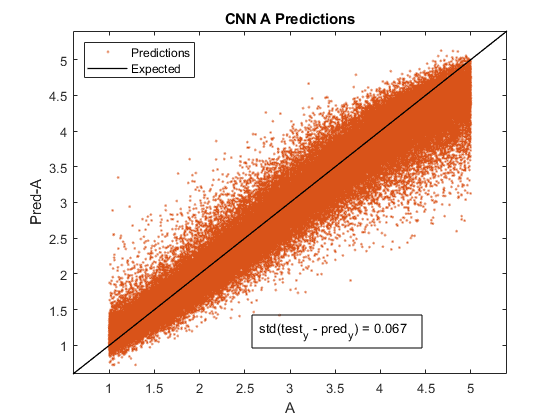 CNN A Predictions
Predictions
Expected
Pred-A
5
4.5
4
3.5
3
2.5
2
1.5
1
std(test_y - pred_y) = 0.067
1 1.5 2 2.5 3 3.5 4 4.5 5
A